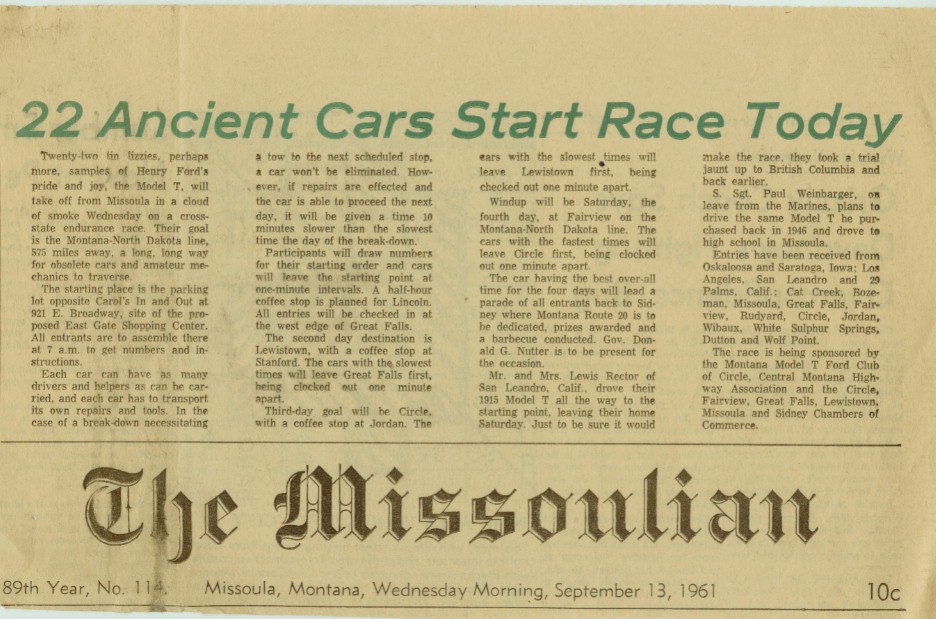 22 Ancient Cars Start Race Today
Twenty-two tin lizzies, perhaps
more, samples of Henry Ford's
pride and joy, the Model T, will
take off from Missoula in a cloud
of smoke Wednesday on a cross-
state endurance race. Their goal
is the Montana-North Dakota line,
575 miles away, a long, long way
for obsolete cars and amateur me-
chanics to traverse.
The starting place is the parking
lot opposite Carol's In and Out at
921 E. Broadway, site of the pro-
posed East Gate Shopping Center.
All entrants are to assemble there
at 7 a.m. to get numbers and in-
structions.
Each car can have as many
drivers and helpers as can be car-
ried, and each car has to transport
its own repairs and tools. In the
case of a break-down necessitating
a tow to the next scheduled stop,
a car won't be eliminated. How-
ever, if repairs are effected and
the car is able to proceed the next
day, it will be given a time 10
minutes slower than the slowest
time the day of the break-down.
Participants will draw numbers
for their starting order and cars
will leave the starting point at
one-minute intervals. A half-hour
coffee stop is planned for Lincoln.
All entries will be checked in at
the west edge of Great Falls.
The second day destination is
Lewistown, with a coffee stop at
Stanford. The cars with the slowest
times will leave Great Falls first,
being clocked out one minute
apart.
Third-day goal will be Circle,
with a coffee stop at Jordan. The
cars with the slowest times will
leave Lewistown first, being
checked out one minute apart.
Windup will be Saturday, the
fourth day, at Fairview on the
Montana-North Dakota line. The
cars with the fastest times will
leave Circle first, being clocked
out one minute apart.
The car having the best over-all
time for the four days will lead a
parade of all entrants back to Sid-
ney where Montana Route 20 is to
be dedicated, prizes awarded and
a barbecue conducted. Gov. Don-
ald G. Nutter is to be present for
the occasion.
Mr. and Mrs. Lewis Rector of
San Leandro, Calif., drove their
1915 Model T all the way to the
starting point, leaving their home
Saturday. Just to be sure it would
make the race, they took a trial
jaunt up to British Columbia and
back earlier.
S. Sgt. Paul Weinbarger, on
leave from the Marines, plans to
drive the same Model T he pur-
chased back in 1946 and drove to
high school in Missoula.
Entries have been received from
Oskaloosa and Saratoga, Iowa; Los
Angeles, San Leandro and 29
Palms, Calif.; Cat Creek, Boze-
man, Missoula, Great Falls, Fair-
view, Rudyard, Circle, Jordan,
Wibaux, White Sulphur Springs,
Dutton and Wolf Point.
The race is being sponsored by
the Montana Model T Ford Club
of Circle, Central Montana High-
way Association and the Circle,
Fairview, Great Falls, Lewistown,
Missoula and Sidney Chambers of
Commerce.
The Missoulian
89th Year, No. 114. Missoula, Montana, Wednesday Morning, September 13, 1961 10c